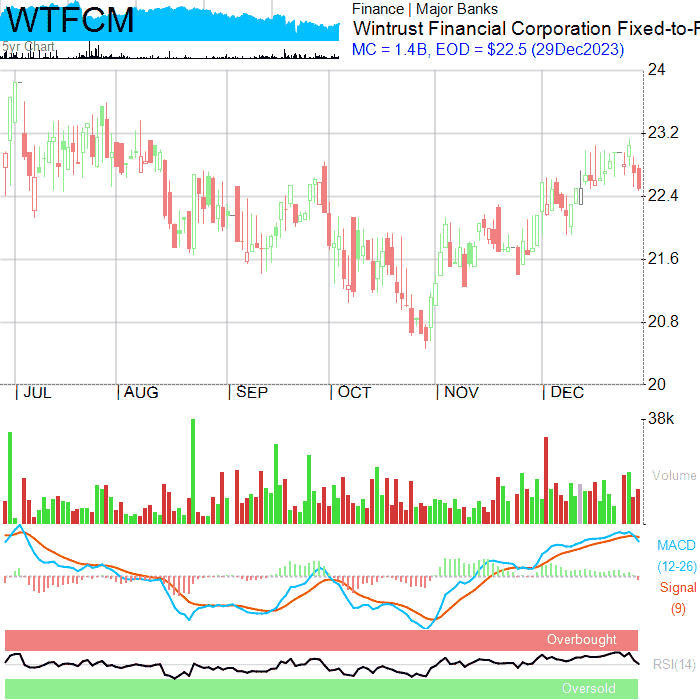 WTFCM
5yr Chart
Finance | Major Banks
Wintrust Financial Corporation Fixed-to-F
MC = 1.4B, EOD = $22.5 (29Dec2023)
24
23.2
22.4
21.6
20.8
20
| JUL | AUG | SEP | OCT | NOV | DEC
38k
Volume
MACD
(12-26)
Signal
(9)
Overbought
RSI(14)
Oversold